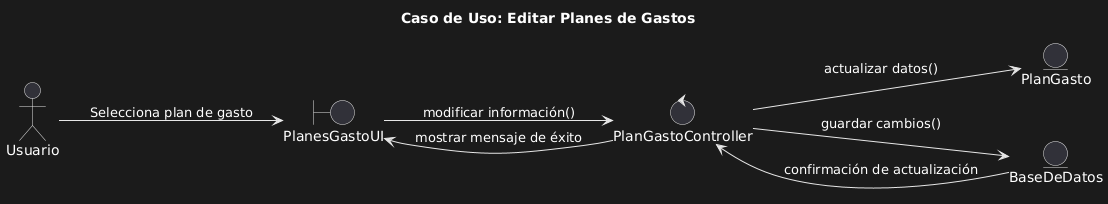 Caso de Uso: Editar Planes de Gastos
Usuario
Selecciona plan de gasto
PlanesGastoUI
modificar información()
mostrar mensaje de éxito
PlanGastoController
actualizar datos()
PlanGasto
guardar cambios()
BaseDeDatos
confirmación de actualización